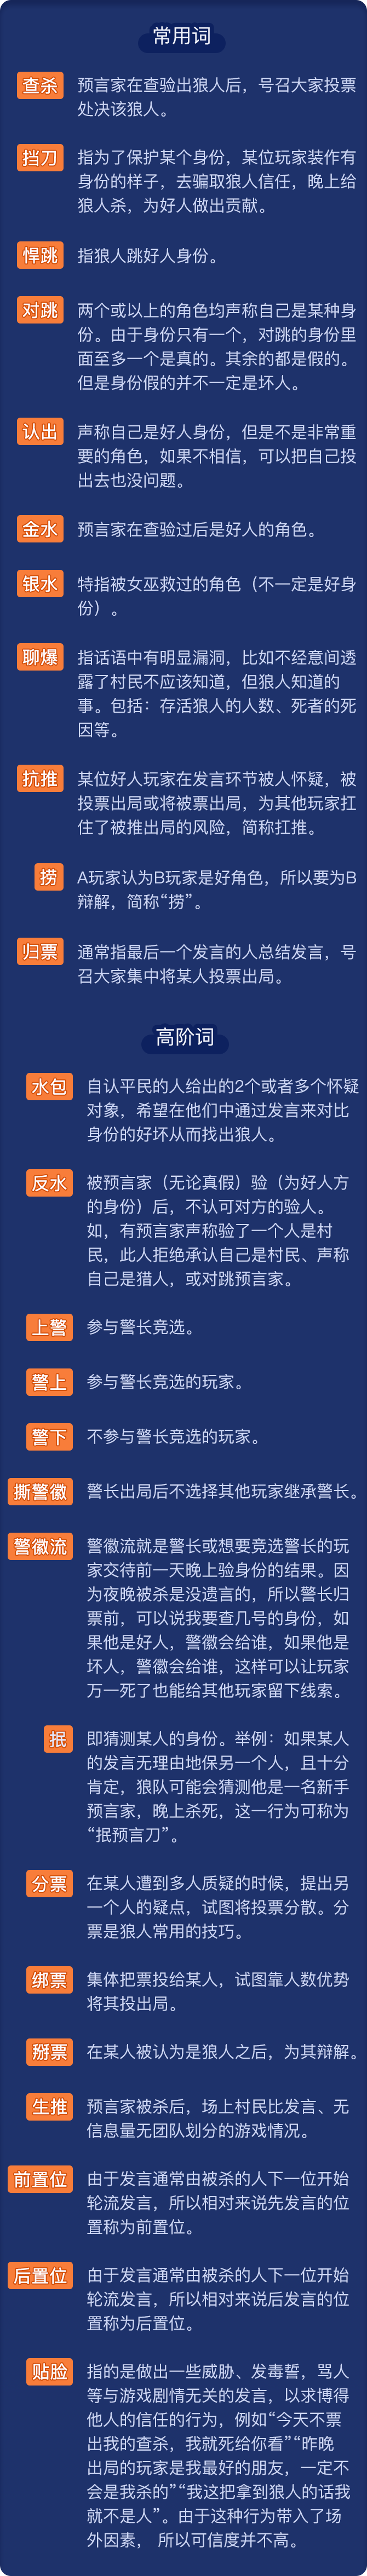 常用词
查杀 预言家在查验出狼人后，号召大家投票
处决该狼人。
挡刀 指为了保护某个身份，某位玩家装作有
身份的样子，去骗取狼人信任，晚上给
狼人杀，为好人做出贡献。
悍跳 指狼人跳好人身份。
对跳 两个或以上的角色均声称自己是某种身
份。由于身份只有一个，对跳的身份里
面至多一个是真的。其余的都是假的。
但是身份假的并不一定是坏人。
认出 声称自己是好人身份，但是不是非常重
要的角色，如果不相信，可以把自己投
出去也没问题。
金水 预言家在查验过后是好人的角色。
银水 特指被女巫救过的角色（不一定是好身
份）。
聊爆 指话语中有明显漏洞，比如不经意间透
露了村民不应该知道，但狼人知道的
事。包括：存活狼人的人数、死者的死
因等。
抗推 某位好人玩家在发言环节被人怀疑，被
投票出局或将被票出局，为其他玩家扛
住了被推出局的风险，简称扛推。
捞 A玩家认为B玩家是好角色，所以要为B
辩解，简称“捞”。
归票 通常指最后一个发言的人总结发言，号
召大家集中将某人投票出局。
高阶词
水包 自认平民的人给出的2个或者多个怀疑
对象，希望在他们中通过发言来对比
身份的好坏从而找出狼人。
反水 被预言家（无论真假）验（为好人方
的身份）后，不认可对方的验人。
如，有预言家声称验了一个人是村
民，此人拒绝承认自己是村民、声称
自己是猎人，或对跳预言家。
上警 参与警长竞选。
警上 参与警长竞选的玩家。
警下 不参与警长竞选的玩家。
撕警徽 警长出局后不选择其他玩家继承警长。
警徽流 警徽流就是警长或想要竞选警长的玩
家交待前一天晚上验身份的结果。因
为夜晚被杀是没遗言的，所以警长归
票前，可以说我要查几号的身份，如
果他是好人，警徽会给谁，如果他是
坏人，警徽会给谁，这样可以让玩家
万一死了也能给其他玩家留下线索。
抿 即猜测某人的身份。举例：如果某人
的发言无理由地保另一个人，且十分
肯定，狼队可能会猜测他是一名新手
预言家，晚上杀死，这一行为可称为
“抿预言刀”。
分票 在某人遭到多人质疑的时候，提出另
一个人的疑点，试图将投票分散。分
票是狼人常用的技巧。
绑票 集体把票投给某人，试图靠人数优势
将其投出局。
掰票 在某人被认为是狼人之后，为其辩解。
生推 预言家被杀后，场上村民比发言、无
信息量无团队划分的游戏情况。
前置位 由于发言通常由被杀的人下一位开始
轮流发言，所以相对来说先发言的位
置称为前置位。
后置位 由于发言通常由被杀的人下一位开始
轮流发言，所以相对来说后发言的位
置称为后置位。
贴脸 指的是做出一些威胁、发毒誓，骂人
等与游戏剧情无关的发言，以求博得
他人的信任的行为，例如“今天不票
出我的查杀，我就死给你看”“昨晚
出局的玩家是我最好的朋友，一定不
会是我杀的”“我这把拿到狼人的话我
就不是人”。由于这种行为带入了场
外因素， 所以可信度并不高。